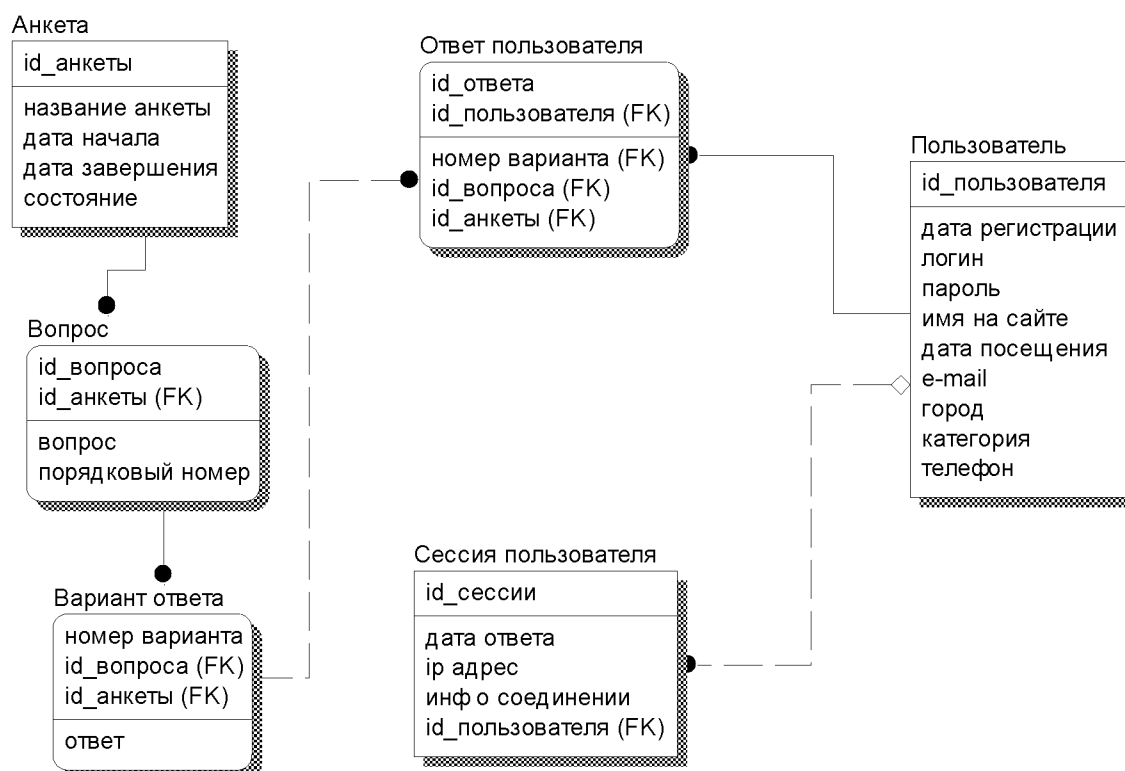 Анкета
id_анкеты
название анкеты
дата начала
дата завершения
состояние
Вопрос
id_вопроса
id_анкеты (FK)
вопрос
порядковый номер
Вариант ответа
номер варианта
id_вопроса (FK)
id_анкеты (FK)
ответ
Ответ пользователя
id_ответа
id_пользователя (FK)
номер варианта (FK)
id_вопроса (FK)
id_анкеты (FK)
Сессия пользователя
id_сессии
дата ответа
ip адрес
инф о соединении
id_пользователя (FK)
Пользователь
id_пользователя
дата регистрации
логин
пароль
имя на сайте
дата посещения
e-mail
город
категория
телефон